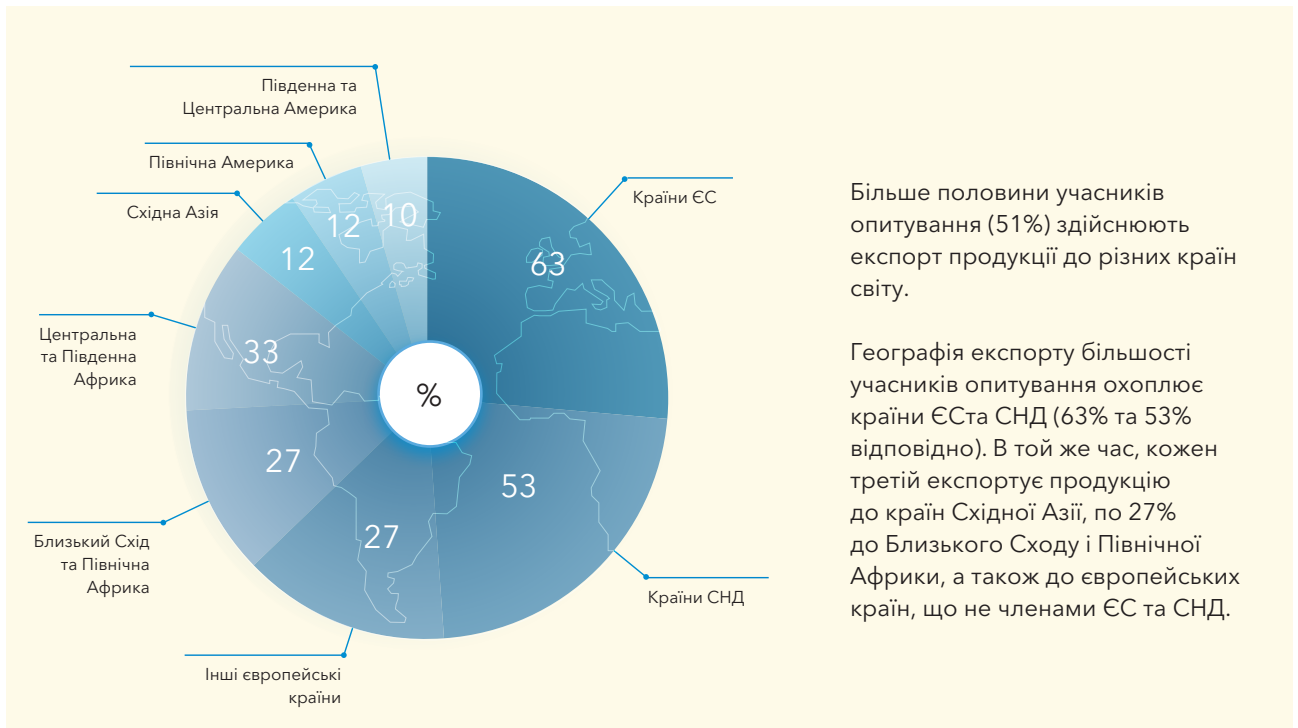 Південна та
Центральна Америка
Північна Америка
Східна Азія
Країни ЄС
10
12
12
63
Центральна
та Південна
Африка
33
%
27
53
27
Близький Схід
та Північна
Африка
Країни СНД
Інші європейські
країни
Більше половини учасників
опитування (51%) здійснюють
експорт продукції до різних країн
світу.
Географія експорту більшості
учасників опитування охоплює
країни ЄСта СНД (63% та 53%
відповідно). В той же час, кожен
третій експортує продукцію
до країн Східної Азії, по 27%
до Близького Сходу і Північної
Африки, а також до європейських
країн, що не членами ЄС та СНД.